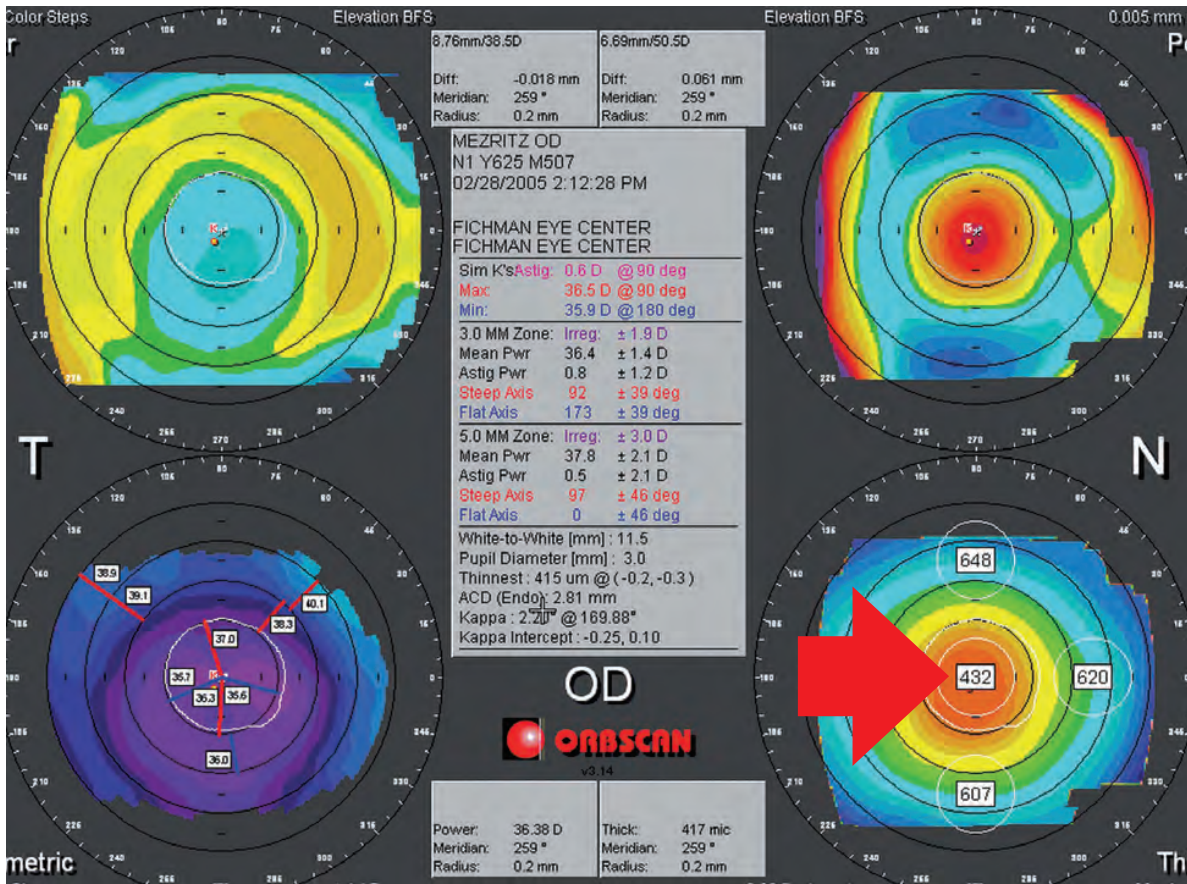 Color Steps
Elevation BFS
Elevation BFS
0.005 mm
8.76mm/38.5D
Diff: -0.018 mm
Meridian: 259 °
Radius: 0.2 mm
6.69mm/50.5D
Diff: 0.061 mm
Meridian: 259 °
Radius: 0.2 mm
MEZRITZ OD
N1 Y625 M507
02/28/2005 2:12:28 PM
FICHMAN EYE CENTER
FICHMAN EYE CENTER
Sim K's Astig: 0.6 D @ 90 deg
Max: 36.5 D @ 90 deg
Min: 35.9 D @ 180 deg
3.0 MM Zone: Irreg: ± 1.9 D
Mean Pwr 36.4 ± 1.4 D
Astig Pwr 0.8 ± 1.2 D
Steep Axis 92 ± 39 deg
Flat Axis 173 ± 39 deg
5.0 MM Zone: Irreg: ± 3.0 D
Mean Pwr 37.8 ± 2.1 D
Astig Pwr 0.5 ± 2.1 D
Steep Axis 97 ± 46 deg
Flat Axis 0 ± 46 deg
White-to-White [mm] : 11.5
Pupil Diameter [mm] : 3.0
Thinnest : 415 um @ (-0.2, -0.3 )
ACD (Endo): 2.81 mm
Kappa : @ 169.88°
Kappa Intercept : -0.25, 0.10
T
N
OD
ORBSCAN
v3.14
38.9
39.1
40.1
38.3
37.0
35.7
36.3
35.6
36.0
648
432
620
607
Power: 36.38 D
Meridian: 259 °
Radius: 0.2 mm
Thick: 417 mic
Meridian: 259 °
Radius: 0.2 mm
metric
Th